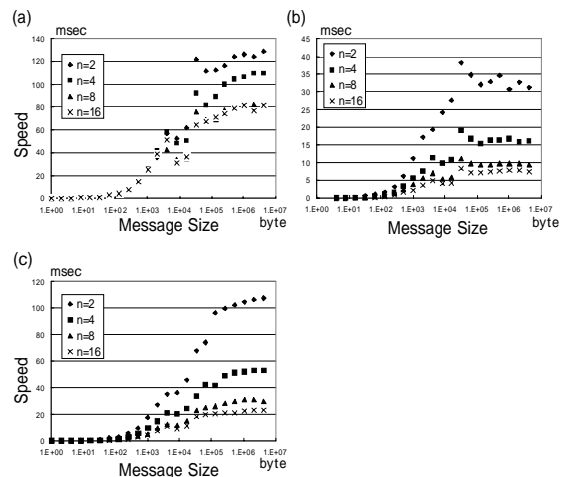 (a)
msec
140
120
100
80
60
40
20
0
Speed
n=2
n=4
n=8
n=16
1.E+00 1.E+01 1.E+02 1.E+03 1.E+04 1.E+05 1.E+06 1.E+07
Message Size
byte
(b)
msec
45
40
35
30
25
20
15
10
5
0
Speed
n=2
n=4
n=8
n=16
1.E+00 1.E+01 1.E+02 1.E+03 1.E+04 1.E+05 1.E+06 1.E+07
Message Size
byte
(c)
msec
120
100
80
60
40
20
0
Speed
n=2
n=4
n=8
n=16
1.E+00 1.E+01 1.E+02 1.E+03 1.E+04 1.E+05 1.E+06 1.E+07
Message Size
byte